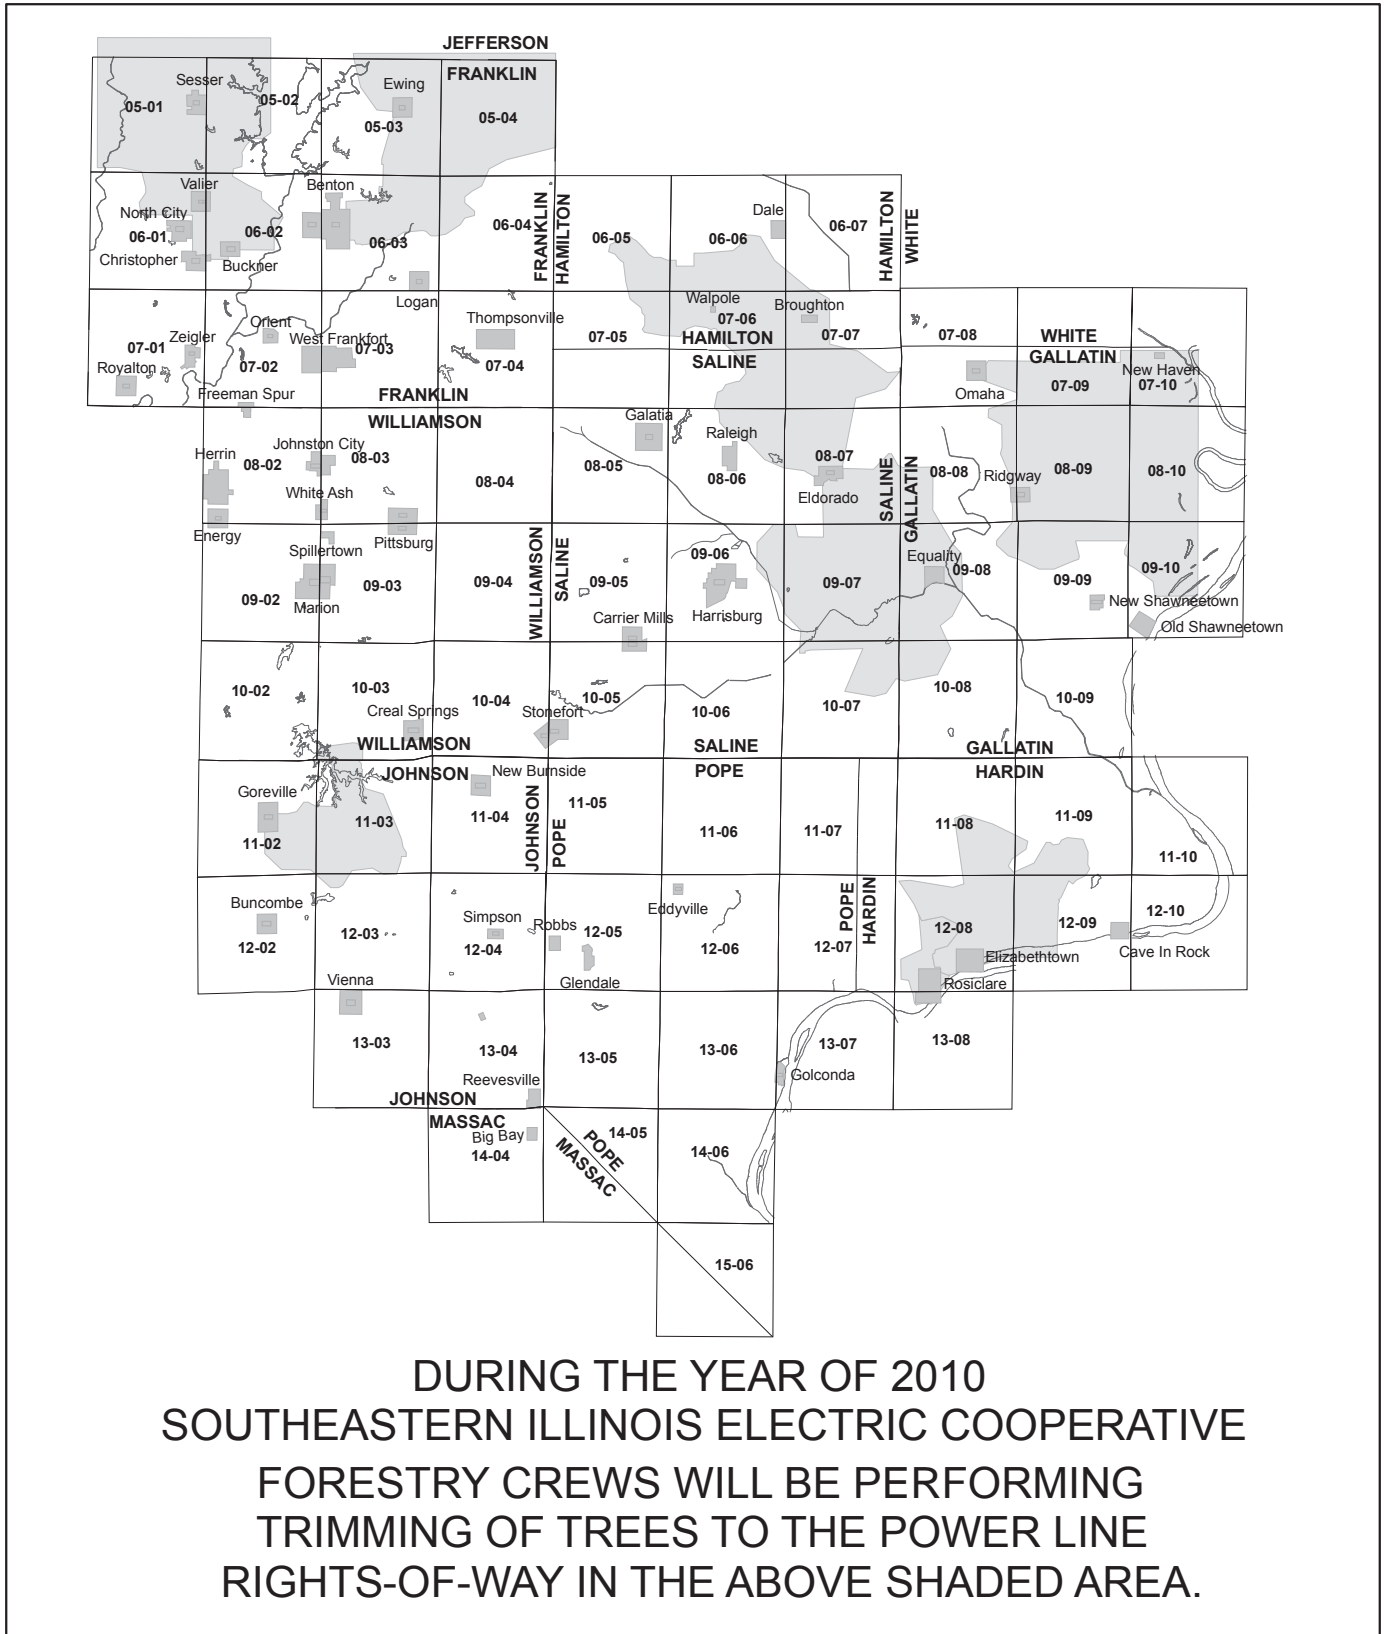 JEFFERSON
FRANKLIN
Sesser
Ewing
05-01
05-02
05-03
05-04
Valier
Benton
North City
06-01
06-02
06-03
06-04
FRANKLIN
HAMILTON
06-05
06-06
Dale
06-07
HAMILTON
WHITE
Christopher
Buckner
Logan
Walpole
Broughton
Thompsonville
Orient
Zeigler
West Frankfort
07-01
07-02
07-03
07-04
07-05
07-06
07-07
07-08
HAMILTON
SALINE
WHITE
GALLATIN
Royalton
Freeman Spur
FRANKLIN
WILLIAMSON
Omaha
07-09
New Haven
07-10
Galatia
Raleigh
Herrin
Johnston City
08-02
08-03
08-04
08-05
08-06
08-07
SALINE
GALLATIN
08-08
Ridgway
08-09
08-10
White Ash
Eldorado
Energy
Spillertown
Pittsburg
WILLIAMSON
SALINE
09-06
Equality
09-02
Marion
09-03
09-04
09-05
09-07
09-08
09-09
09-10
Carrier Mills
Harrisburg
New Shawneetown
Old Shawneetown
10-02
10-03
10-04
10-05
10-06
10-07
10-08
10-09
Creal Springs
Stonefort
WILLIAMSON
JOHNSON
SALINE
POPE
GALLATIN
HARDIN
New Burnside
Goreville
11-02
11-03
11-04
JOHNSON
POPE
11-05
11-06
11-07
11-08
11-09
11-10
Buncombe
Simpson
Robbs
Eddyville
POPE
HARDIN
12-02
12-03
12-04
12-05
12-06
12-07
12-08
12-09
12-10
Vienna
Glendale
Elizabethtown
Cave In Rock
Rosiclare
13-03
13-04
13-05
13-06
13-07
13-08
Reevesville
Golconda
JOHNSON
MASSAC
Big Bay
14-04
POPE
MASSAC
14-05
14-06
15-06
DURING THE YEAR OF 2010
SOUTHEASTERN ILLINOIS ELECTRIC COOPERATIVE
FORESTRY CREWS WILL BE PERFORMING
TRIMMING OF TREES TO THE POWER LINE
RIGHTS-OF-WAY IN THE ABOVE SHADED AREA.